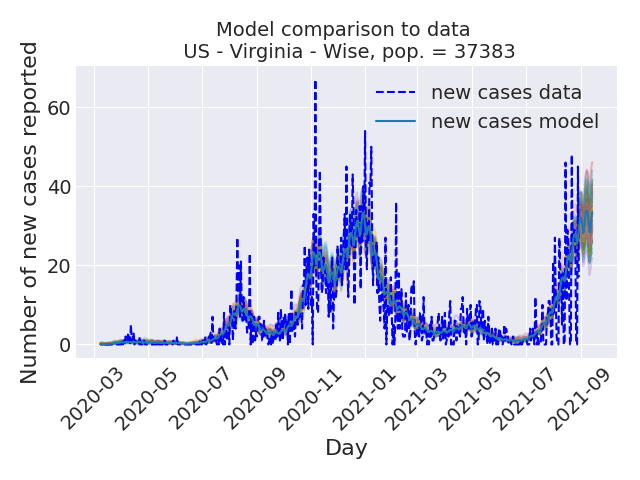 Model comparison to data
US - Virginia - Wise, pop. = 37383
Number of new cases reported
60
40
20
0
new cases data
new cases model
2020-03
2020-05
2020-07
2020-09
2020-11
2021-01
2021-03
2021-05
2021-07
2021-09
Day